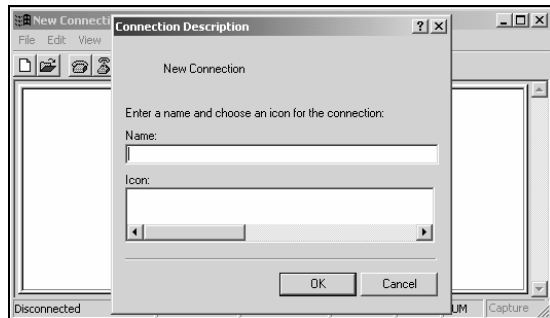 New Connecti
File Edit View
Connection Description
New Connection
Enter a name and choose an icon for the connection:
Name:
Icon:
OK Cancel
Disconnected
UM
Capture